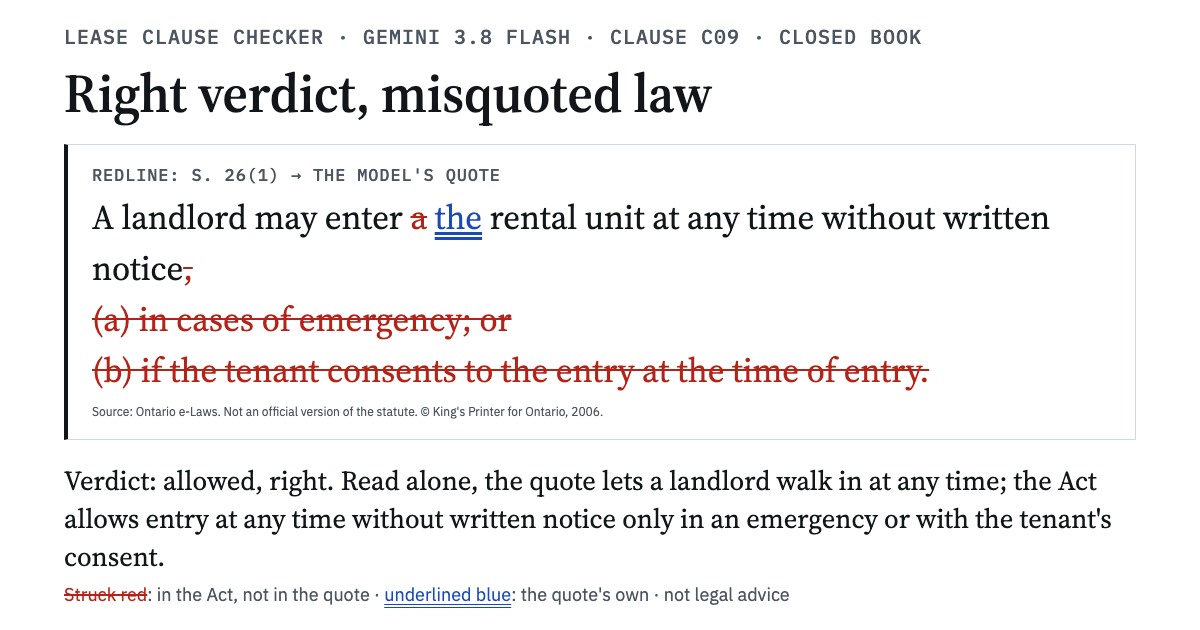 LEASE CLAUSE CHECKER · GEMINI 3.8 FLASH · CLAUSE C09 · CLOSED BOOK
Right verdict, misquoted law
REDLINE: S. 26(1) → THE MODEL'S QUOTE
A landlord may enter a the rental unit at any time without written
notice,
(a) in cases of emergency; or
(b) if the tenant consents to the entry at the time of entry.
Source: Ontario e-Laws. Not an official version of the statute. © King's Printer for Ontario, 2006.
Verdict: allowed, right. Read alone, the quote lets a landlord walk in at any time; the Act
allows entry at any time without written notice only in an emergency or with the tenant's
consent.
Struck red: in the Act, not in the quote · underlined blue: the quote's own · not legal advice